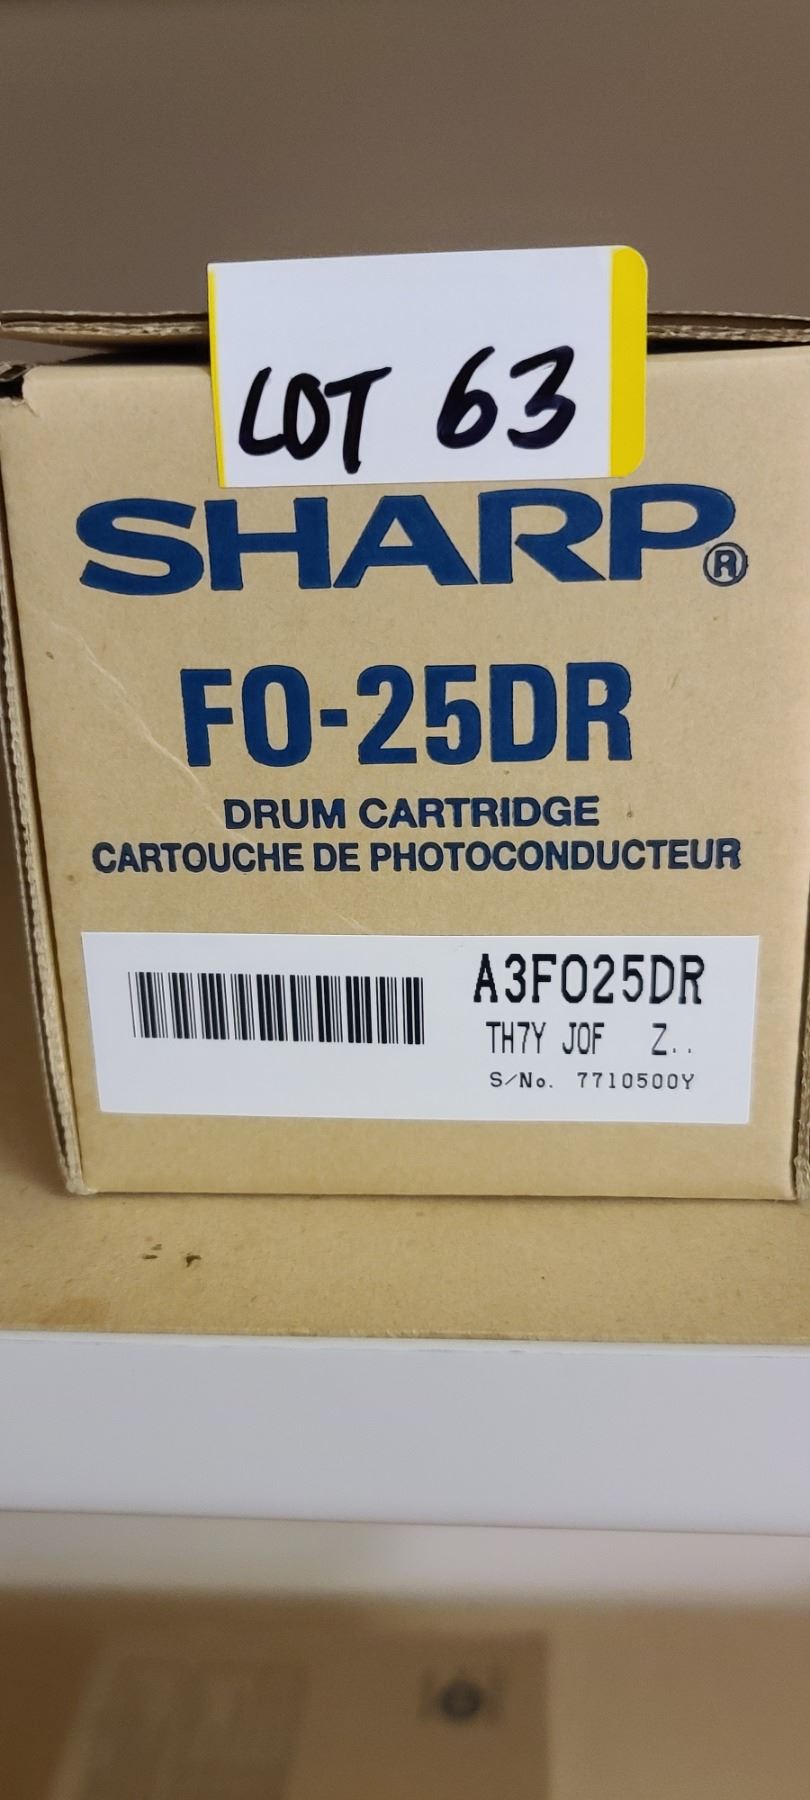 LOT 63
SHARP®
FO-25DR
DRUM CARTRIDGE
CARTOUCHE DE PHOTOCONDUCTEUR
A3FO25DR
TH7Y JOF Z..
S/No. 7710500Y